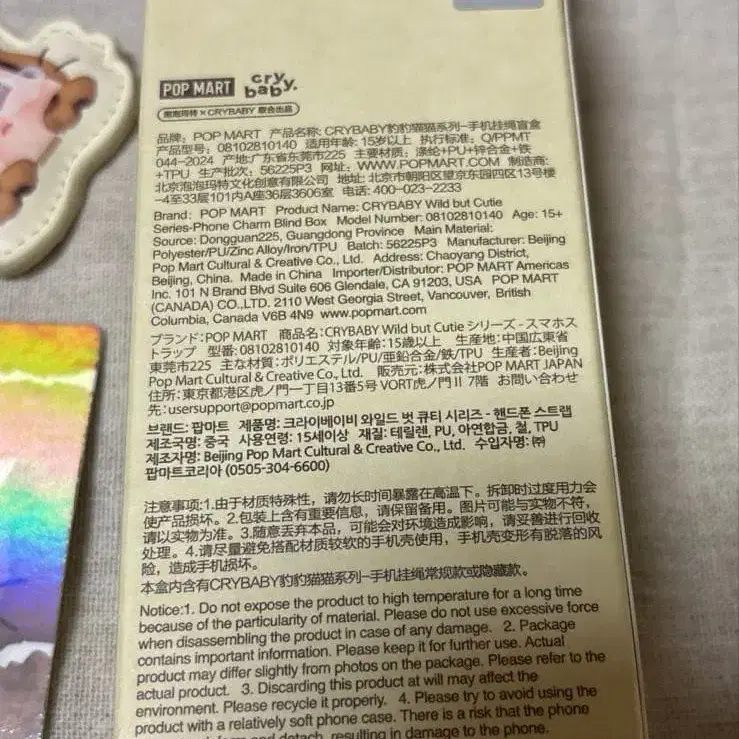 POP MART cry baby.
泡泡玛特×CRYBABY 联合出品
品牌: POP MART 产品名称: CRYBABY豹豹猫猫系列-手机挂绳盲盒
产品型号: 08102810140 适用年龄: 15岁以上 执行标准: Q/PPMT
044-2024 产地:广东省东莞市225 主要材质: 涤纶+PU+锌合金+铁
+TPU 生产批次: 56225P3 网址: WWW.POPMART.COM 制造商:
北京泡泡玛特文化创意有限公司 地址: 北京市朝阳区望京东园四区13号楼
-4至33层101内A座36层3606室 电话: 400-023-2233
Brand: POP MART Product Name: CRYBABY Wild but Cutie
Series-Phone Charm Blind Box Model Number: 08102810140 Age: 15+
Source: Dongguan225, Guangdong Province Main Material:
Polyester/PU/Zinc Alloy/Iron/TPU Batch: 56225P3 Manufacturer: Beijing
Pop Mart Cultural & Creative Co., Ltd. Address: Chaoyang District,
Beijing, China. Made in China Importer/Distributor: POP MART Americas
Inc. 101 N Brand Blvd Suite 606 Glendale, CA 91203, USA POP MART
(CANADA) CO.,LTD. 2110 West Georgia Street, Vancouver, British
Columbia, Canada V6B 4N9 www.popmart.com
ブランド: POP MART 商品名: CRYBABY Wild but Cutie シリーズ - スマホス
トラップ 型番: 08102810140 対象年齢: 15歳以上 生産地: 中国広東省
東莞市225 主な材質: ポリエステル/PU/亜鉛合金/鉄/TPU 生産者: Beijing
Pop Mart Cultural & Creative Co., Ltd. 販売元: 株式会社POP MART JAPAN
住所: 東京都港区虎ノ門一丁目13番5号 VORT虎ノ門Ⅱ 7階 お問い合わせ
先: usersupport@popmart.co.jp
브랜드: 팝마트 제품명: 크라이베이비 와일드 벗 큐티 시리즈 - 핸드폰 스트랩
제조국명: 중국 사용연령: 15세이상 재질: 테릴렌, PU, 아연합금, 철, TPU
제조자명: Beijing Pop Mart Cultural & Creative Co., Ltd. 수입자명: ㈜
팝마트코리아 (0505-304-6600)
注意事项:1.由于材质特殊性，请勿长时间暴露在高温下。拆卸时过度用力会
使产品损坏。2.包装上含有重要信息，请保留备用。图片可能与实物不符，
请以实物为准。3.随意丢弃本品，可能会对环境造成影响，请妥善进行回收
处理。4.请尽量避免搭配材质较软的手机壳使用，手机壳变形有脱落的风
险，造成手机损坏。
本盒内含有CRYBABY豹豹猫猫系列-手机挂绳常规款或隐藏款。
Notice:1. Do not expose the product to high temperature for a long time
because of the particularity of material. Please do not use excessive force
when disassembling the product in case of any damage. 2. Package
contains important information. Please keep it for further use. Actual
product may differ slightly from photos on the package. Please refer to the
actual product. 3. Discarding this product at will may affect the
environment. Please recycle it properly. 4. Please try to avoid using the
product with a relatively soft phone case. There is a risk that the phone
and detach, resulting in damage to the phone.